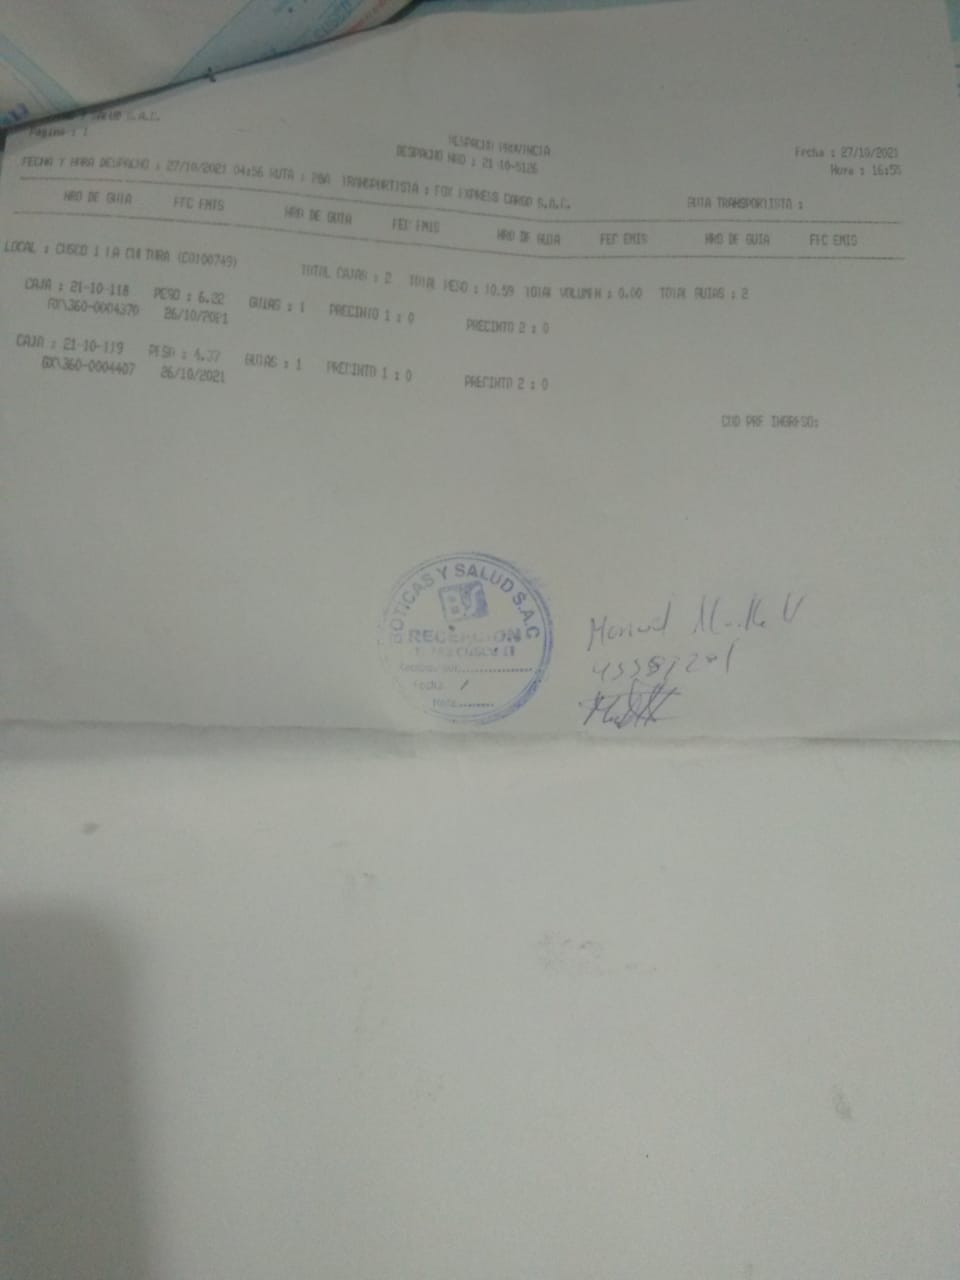 Y SALUD S.A.C.
Pagina : 1
DESPACHO PROVINCIA
DESPACHO NRO : 21-10-5126
Fecha : 27/10/2021
Hora : 16:55
FECHA Y HORA DESPACHO : 27/10/2021 04:56 RUTA : TRANSPORTISTA : FOX EXPRESS CARGO S.A.C. GUIA TRANSPORTISTA :
NRO DE GUIA FEC EMIS NRO DE GUIA FEC EMIS NRO DE GUIA FEC EMIS NRO DE GUIA FEC EMIS
LOCAL : CUSCO 1 LA CULTURA (C0100749) TOTAL CAJAS : 2 TOTAL PESO : 10.59 TOTAL VOLUMEN : 0.00 TOTAL GUIAS : 2
CAJA : 21-10-118 PESO : 6.22 GUIAS : 1 PRECINTO 1 : 0 PRECINTO 2 : 0
360-0004370 26/10/2021
CAJA : 21-10-119 PESO : 4.37 GUIAS : 1 PRECINTO 1 : 0 PRECINTO 2 : 0
360-0004407 26/10/2021
COD PRE INGRESO:
BOTICAS Y SALUD S.A.C
RECEPCION
Fecha: /
Manuel